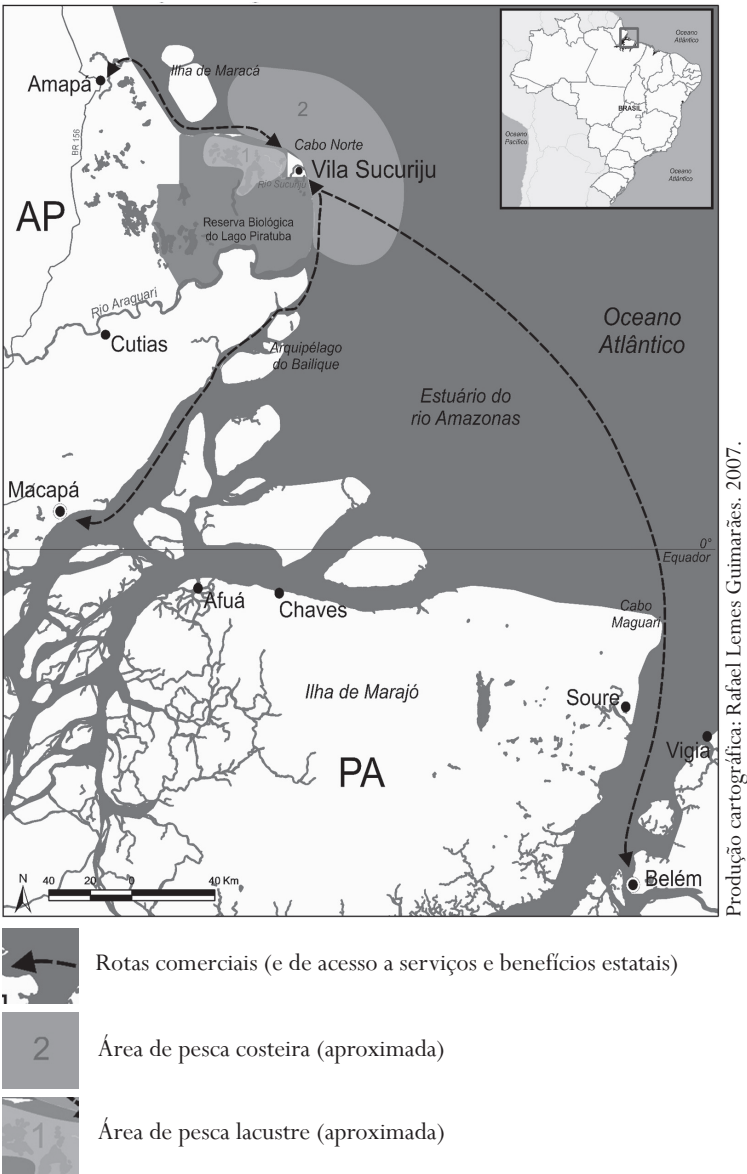 Amapá
Ilha de Maracá
2
Cabo Norte
BR 156
1
Vila Sucuriju
Rio Sucuriju
AP
Reserva Biológica
do Lago Piratuba
Rio Araguari
Cutias
Arquipélago
do Bailique
Oceano
Atlântico
Estuário do
rio Amazonas
Macapá
0°
Equador
Afuá
Chaves
Cabo
Maguari
Ilha de Marajó
Soure
Vigia
PA
N
40 20 0 40 Km
Belém
Oceano
Atlântico
BRASIL
Oceano
Pacífico
Oceano
Atlântico
Produção cartográfica: Rafael Lemes Guimarães, 2007.
Rotas comerciais (e de acesso a serviços e benefícios estatais)
2
Área de pesca costeira (aproximada)
1
Área de pesca lacustre (aproximada)